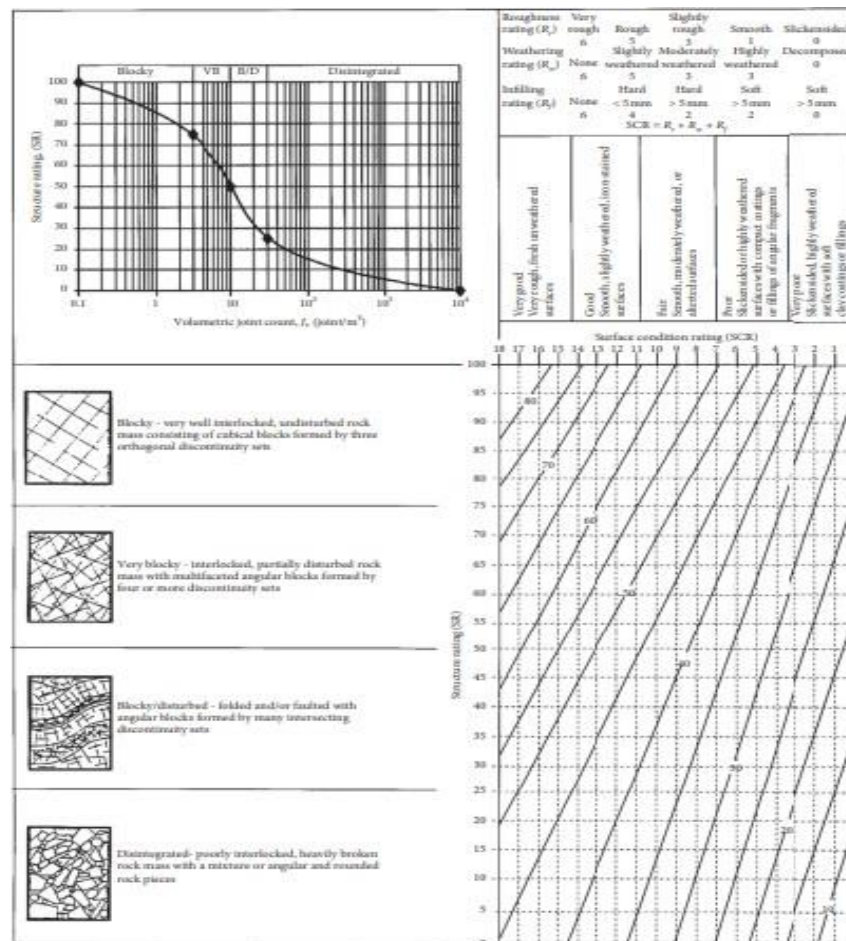 Roughness Very Slightly
rating (Rr) rough Rough rough Smooth Slickensided
6 5 3 1 0
Weathering Slightly Moderately Highly Decomposed
rating (Rw) None weathered weathered weathered 0
6 5 3 3
Infilling Hard Hard Soft Soft
rating (Rf) None < 5 mm > 5 mm > 5 mm > 5 mm
6 4 2 2 0
SCR = Rr + Rw + Rf
Blocky VB B/D Disintegrated
Structure rating, (SR)
100
90
80
70
60
50
40
30
20
10
0
0.1 1 10 10² 10³ 10⁴
Volumetric joint count, Jv (joint/m³)
Very good
Very rough, fresh unweathered
surfaces
Good
Smooth, slightly weathered, iron stained
surfaces
Fair
Smooth, moderately weathered, or
alterted surfaces
Poor
Slickensided or highly weathered
surfaces with compact coatings
or fillings of angular fragments
Very poor
Slickensided, highly weathered
surfaces with soft
clay coatings or fillings
Surface condition rating (SCR)
18 17 16 15 14 13 12 11 10 9 8 7 6 5 4 3 2 1
Blocky - very well interlocked, undisturbed rock
mass consisting of cubical blocks formed by three
orthogonal discontinuity sets
Very blocky - interlocked, partially disturbed rock
mass with multifaceted angular blocks formed by
four or more discontinuity sets
Blocky/disturbed - folded and/or faulted with
angular blocks formed by many intersecting
discontinuity sets
Disintegrated- poorly interlocked, heavily broken
rock mass with a mixture or angular and rounded
rock pieces
Structure rating (SR)
100
95
90
85
80
75
70
65
60
55
50
45
40
35
30
25
20
15
10
5
80
70
60
50
40
30
20
10